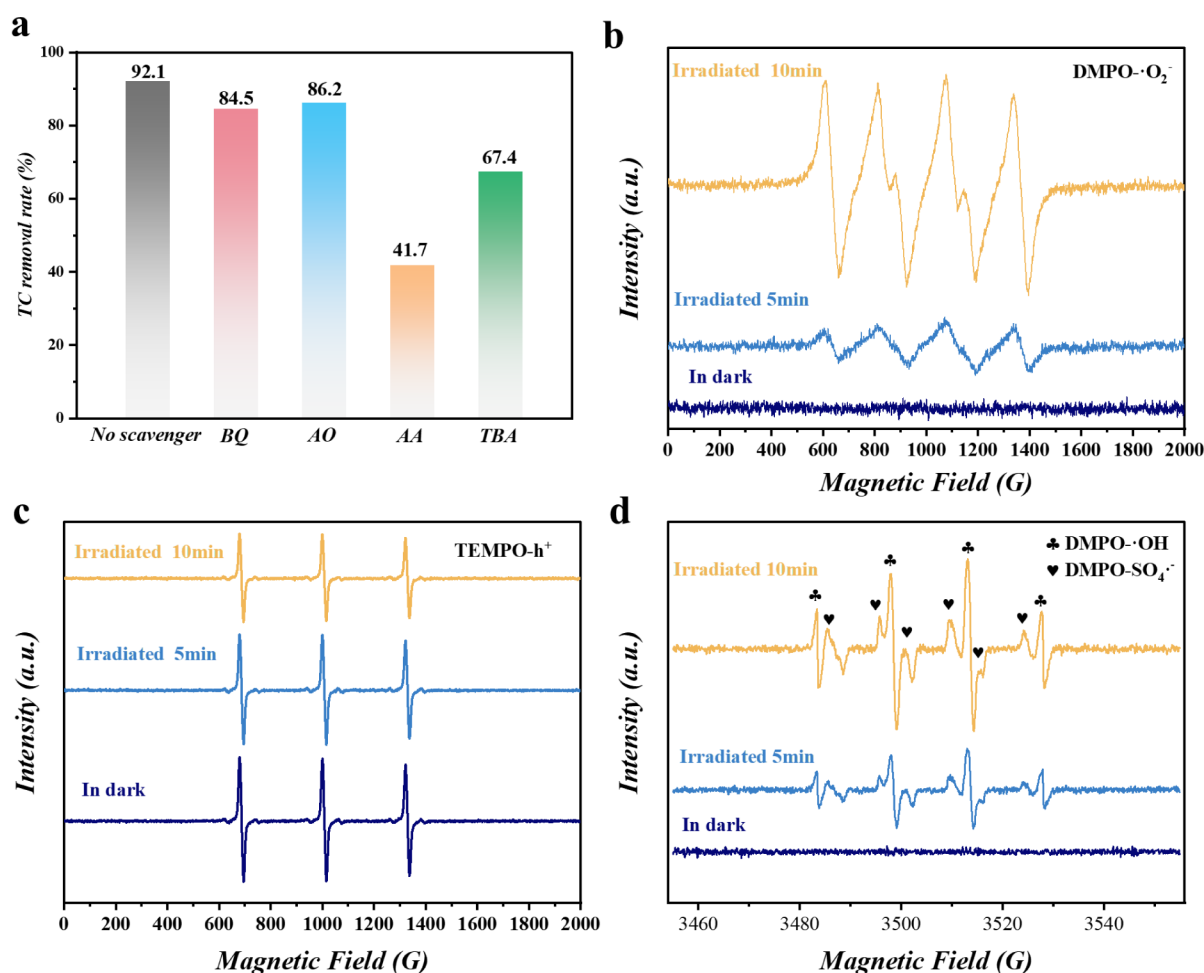 a
100
80
60
40
20
0
TC removal rate (%)
92.1
84.5
86.2
41.7
67.4
No scavenger BQ AO AA TBA
b
Irradiated 10min
DMPO-·O₂⁻
Irradiated 5min
In dark
Intensity (a.u.)
0 200 400 600 800 1000 1200 1400 1600 1800 2000
Magnetic Field (G)
c
Irradiated 10min
TEMPO-h⁺
Irradiated 5min
In dark
Intensity (a.u.)
0 200 400 600 800 1000 1200 1400 1600 1800 2000
Magnetic Field (G)
d
♣ DMPO-·OH
♥ DMPO-SO₄·⁻
Irradiated 10min
Irradiated 5min
In dark
Intensity (a.u.)
3460 3480 3500 3520 3540
Magnetic Field (G)